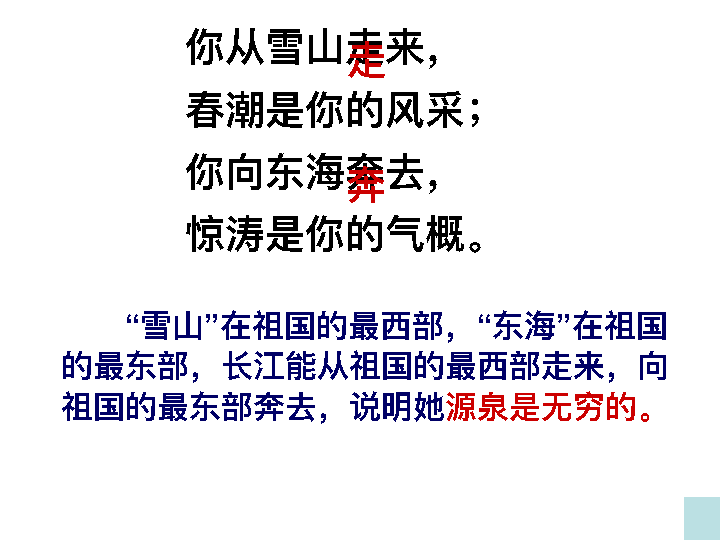 你从雪山走来，
春潮是你的风采；
你向东海奔去，
惊涛是你的气概。
“雪山”在祖国的最西部，“东海”在祖国
的最东部，长江能从祖国的最西部走来，向
祖国的最东部奔去，说明她源泉是无穷的。